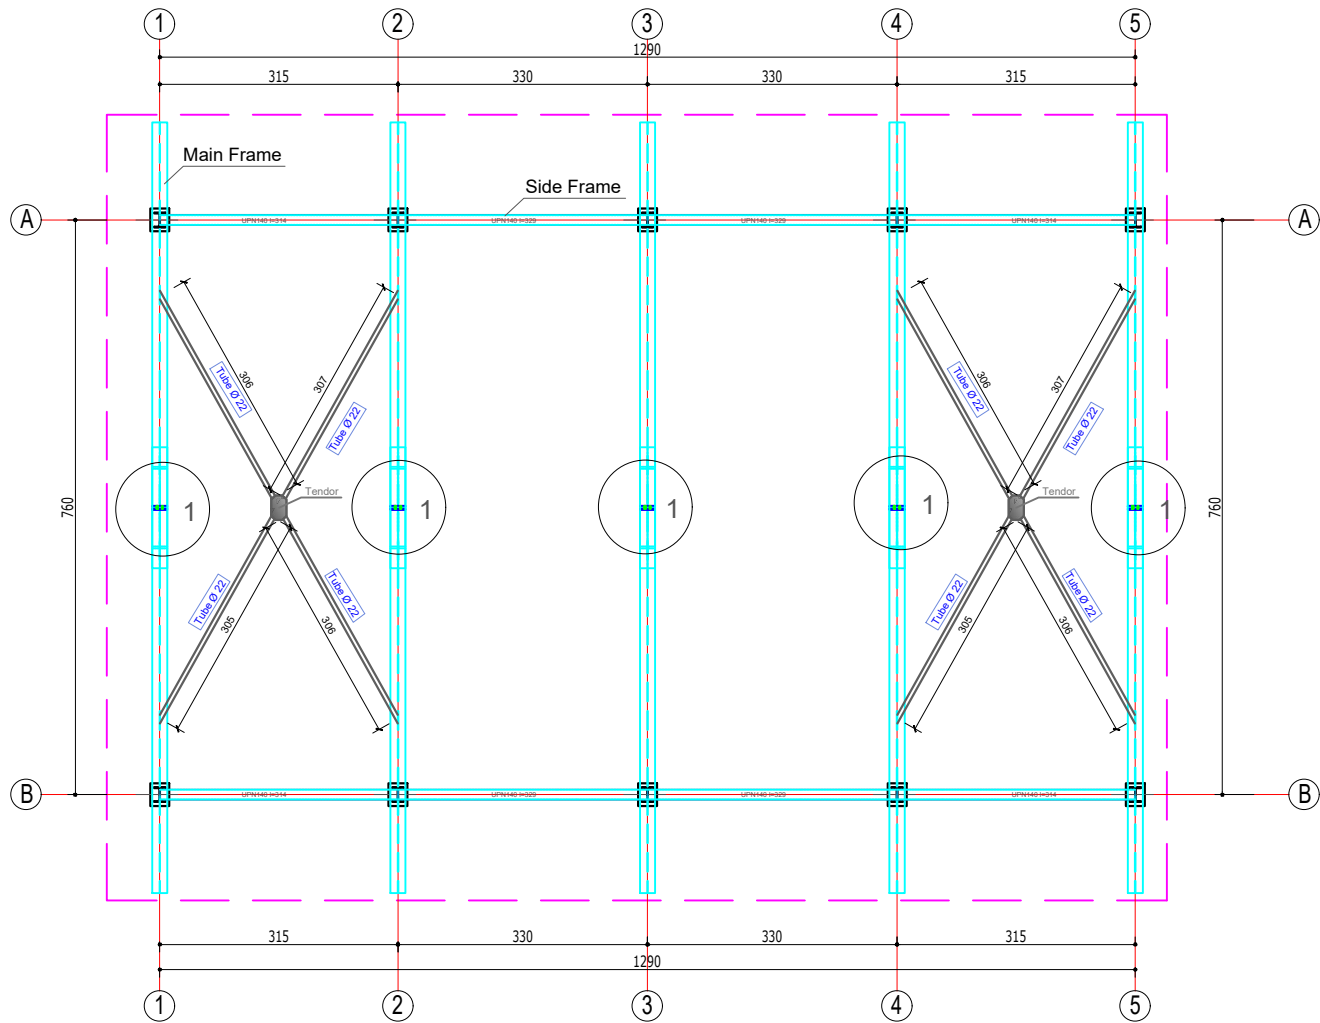 1 2 3 4 5
1290
315 330 330 315
Main Frame
Side Frame
A UPN140 l=314 UPN140 l=329 UPN140 l=329 UPN140 l=314 A
306 307 306 307
Tube Ø 22 Tube Ø 22 Tube Ø 22 Tube Ø 22
Tendor Tendor
760 1 1 1 1 1 760
Tube Ø 22 Tube Ø 22 Tube Ø 22 Tube Ø 22
305 306 305 306
B UPN140 l=314 UPN140 l=329 UPN140 l=329 UPN140 l=314 B
315 330 330 315
1290
1 2 3 4 5